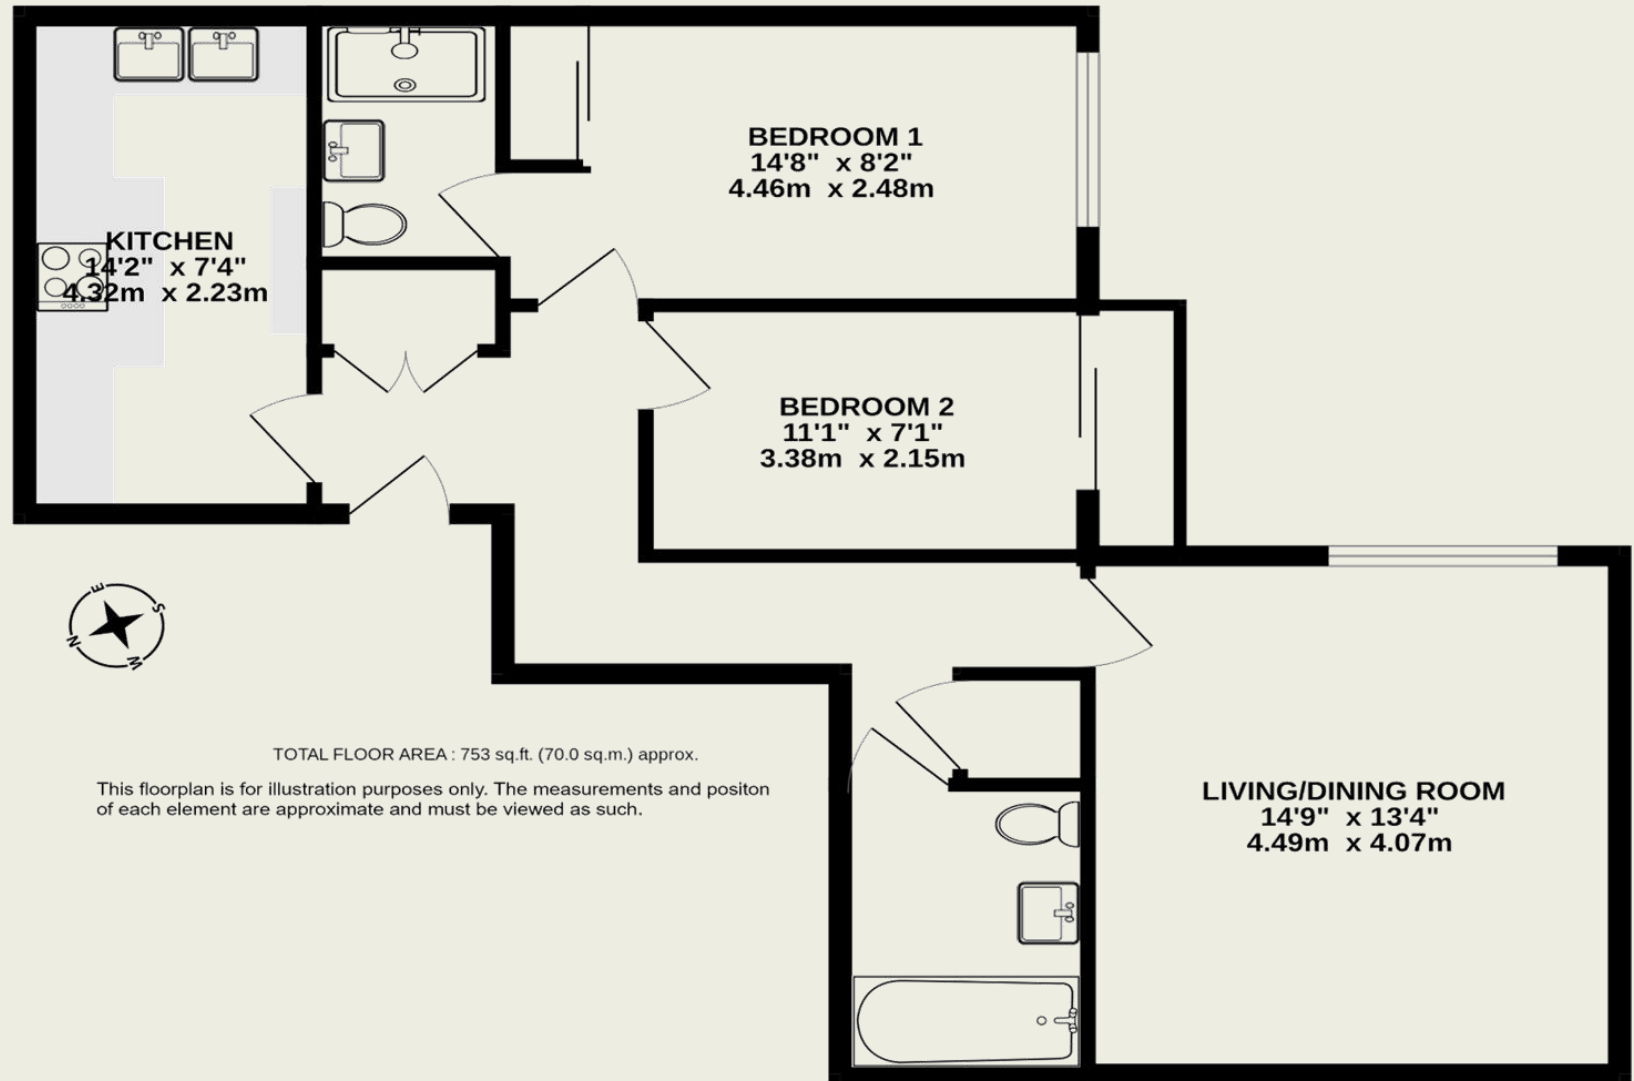 BEDROOM 1
14'8" x 8'2"
4.46m x 2.48m
KITCHEN
14'2" x 7'4"
4.32m x 2.23m
BEDROOM 2
11'1" x 7'1"
3.38m x 2.15m
E
S
N
W
TOTAL FLOOR AREA : 753 sq.ft. (70.0 sq.m.) approx.
This floorplan is for illustration purposes only. The measurements and positon
of each element are approximate and must be viewed as such.
LIVING/DINING ROOM
14'9" x 13'4"
4.49m x 4.07m